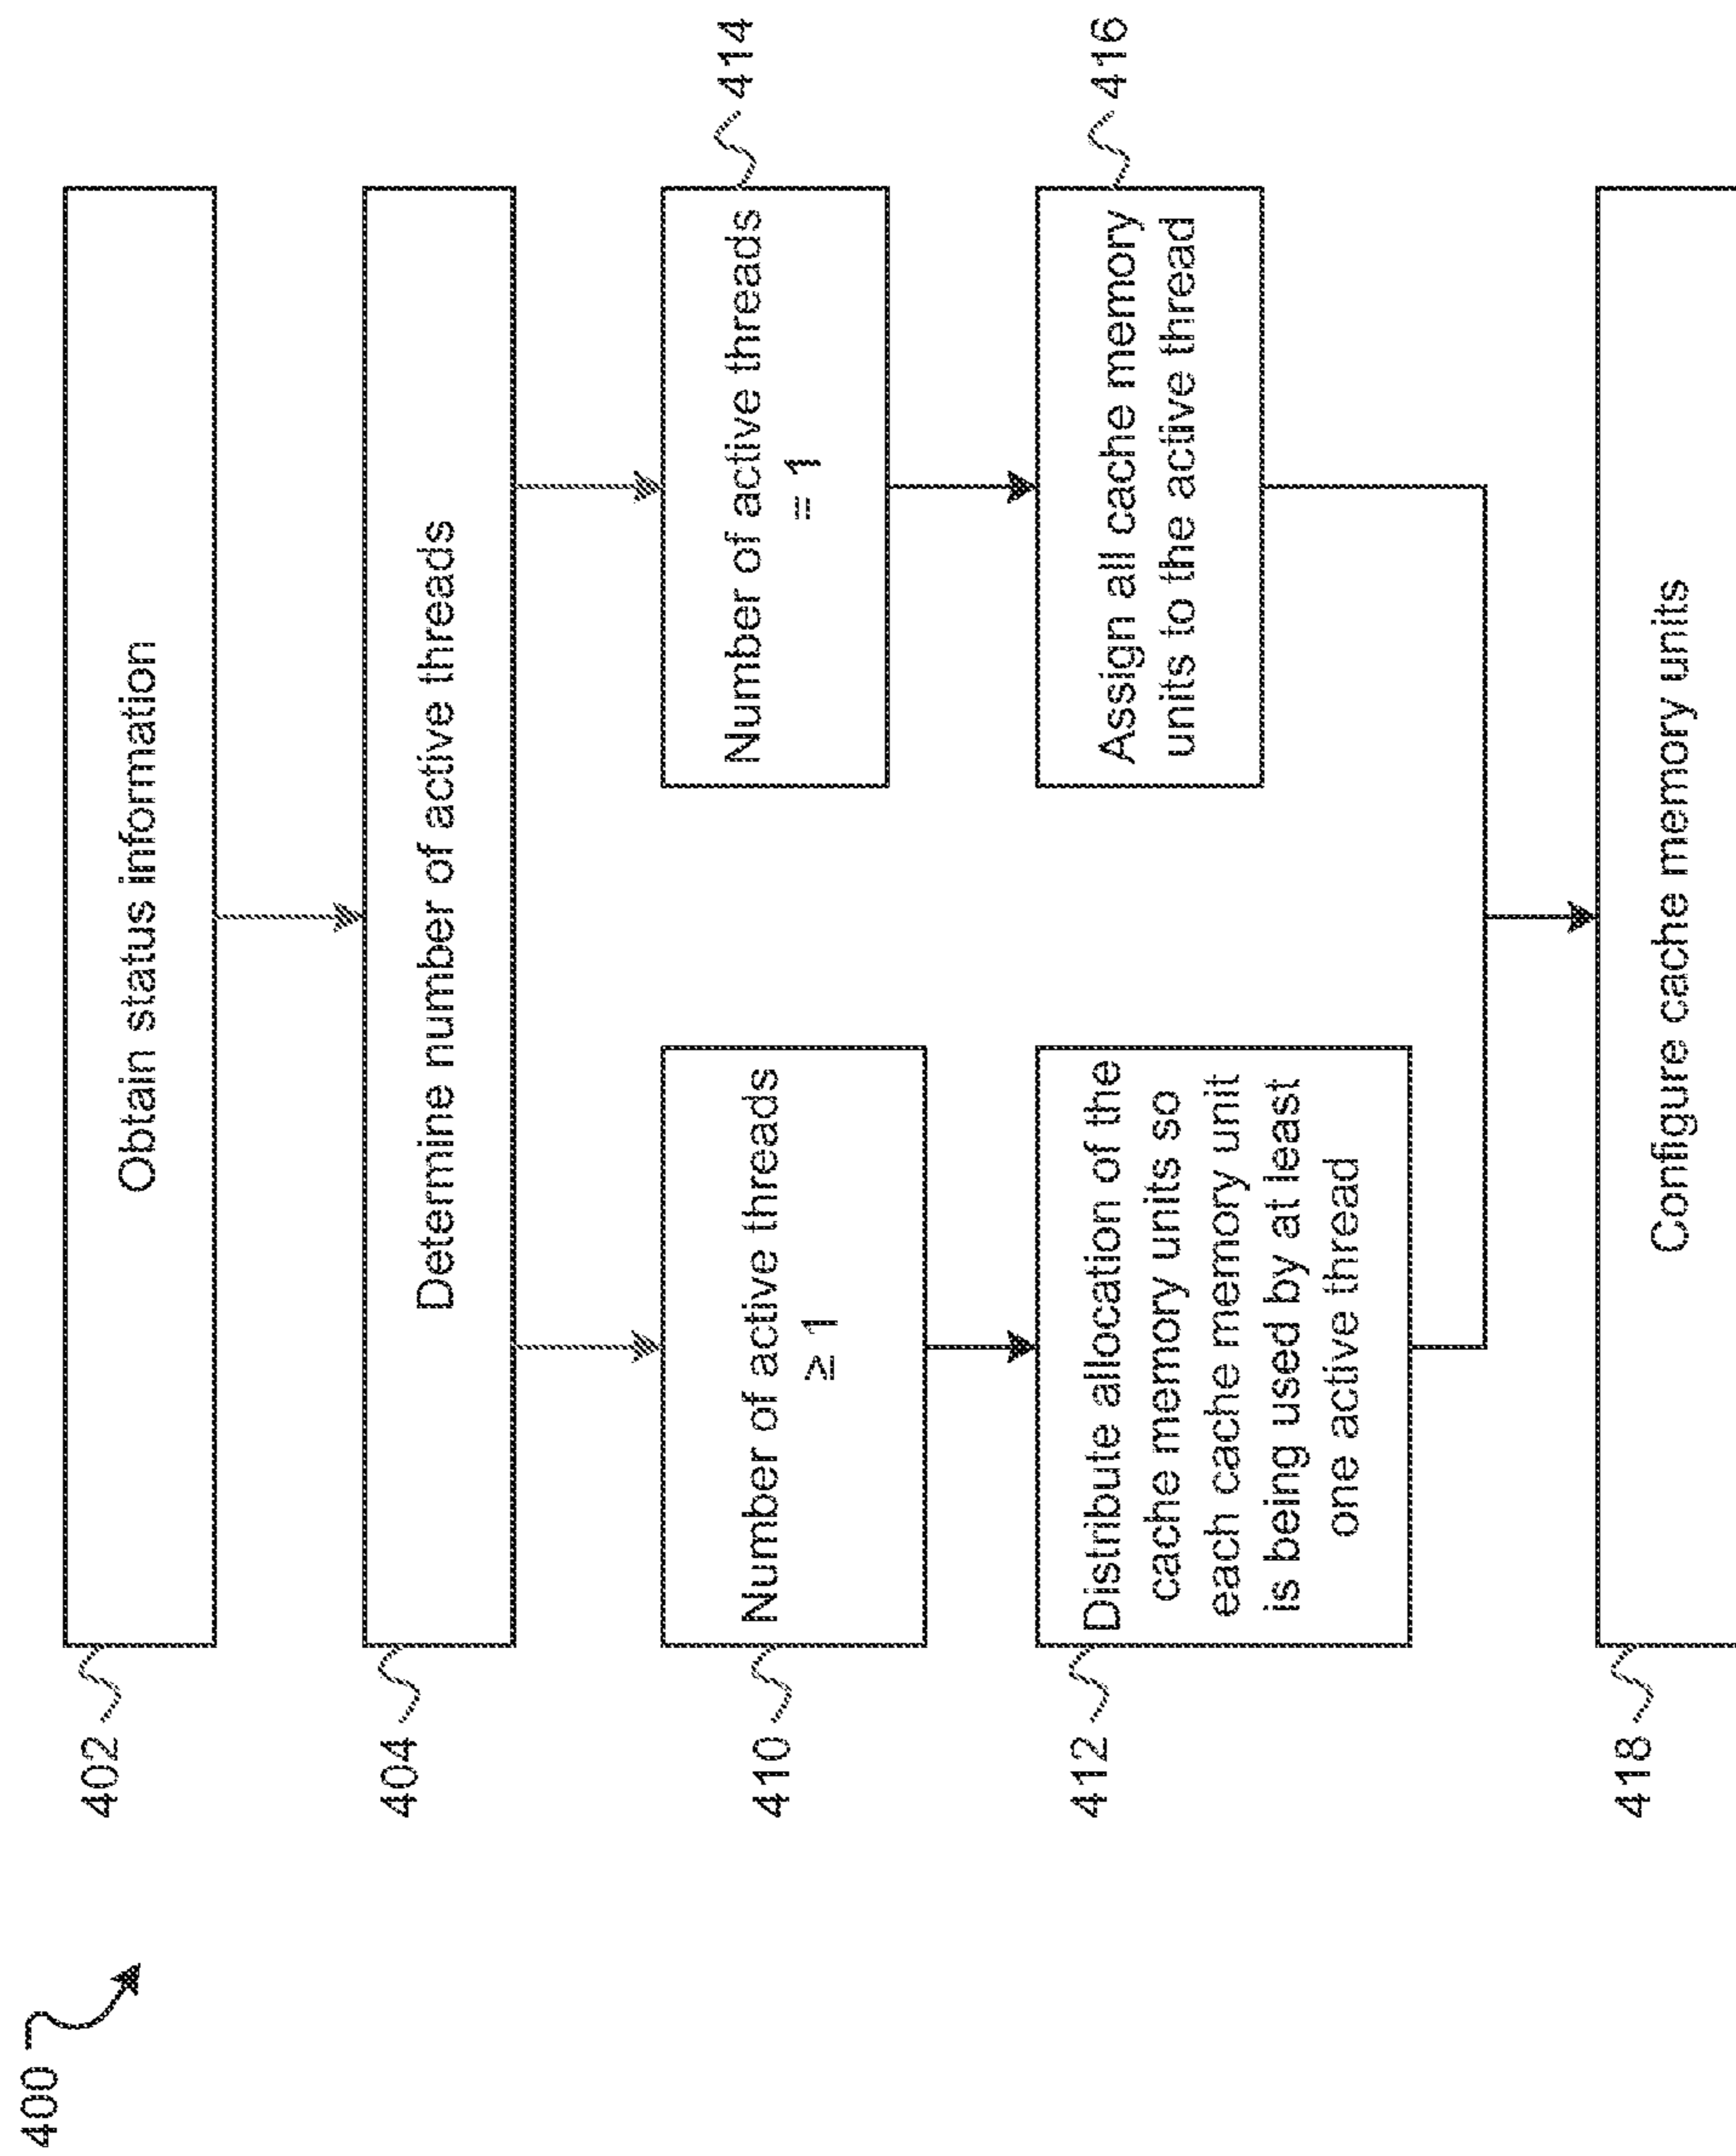 400
402
Obtain status information
404
Determine number of active threads
410
Number of active threads
≥ 1
414
Number of active threads
= 1
412
Distribute allocation of the
cache memory units so
each cache memory unit
is being used by at least
one active thread
416
Assign all cache memory
units to the active thread
418
Configure cache memory units